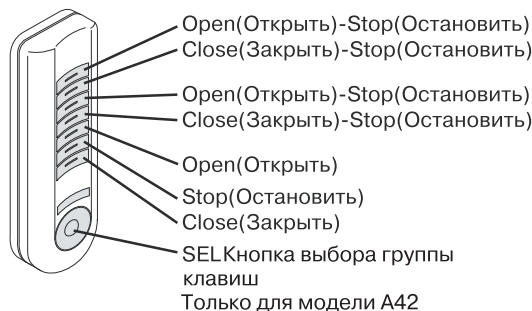 Open(Открыть)-Stop(Остановить)
Close(Закрыть)-Stop(Остановить)
Open(Открыть)-Stop(Остановить)
Close(Закрыть)-Stop(Остановить)
Open(Открыть)
Stop(Остановить)
Close(Закрыть)
SELКнопка выбора группы
клавиш
Только для модели A42